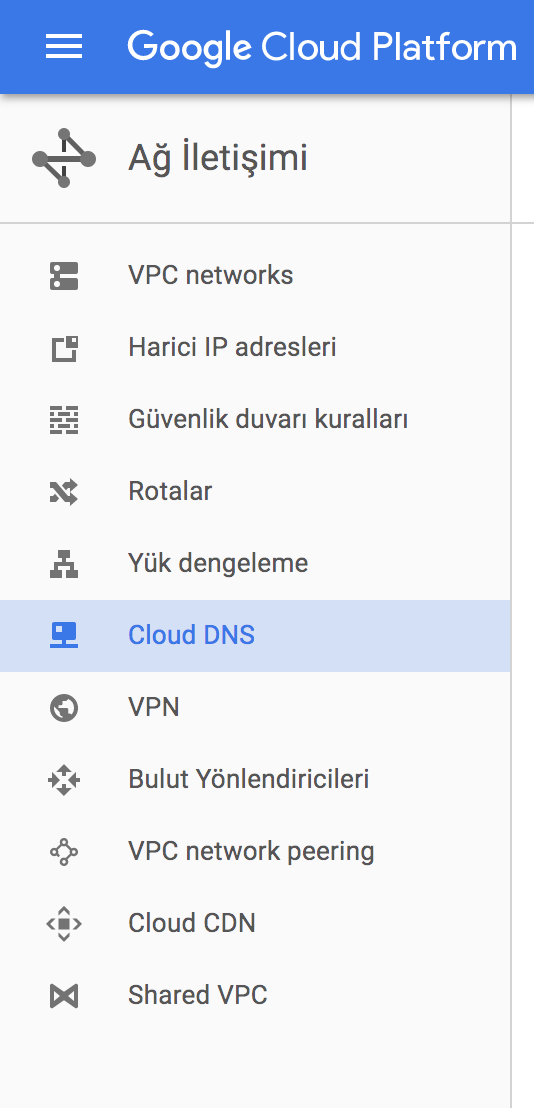 Google Cloud Platform
Ağ İletişimi
VPC networks
Harici IP adresleri
Güvenlik duvarı kuralları
Rotalar
Yük dengeleme
Cloud DNS
VPN
Bulut Yönlendiricileri
VPC network peering
Cloud CDN
Shared VPC